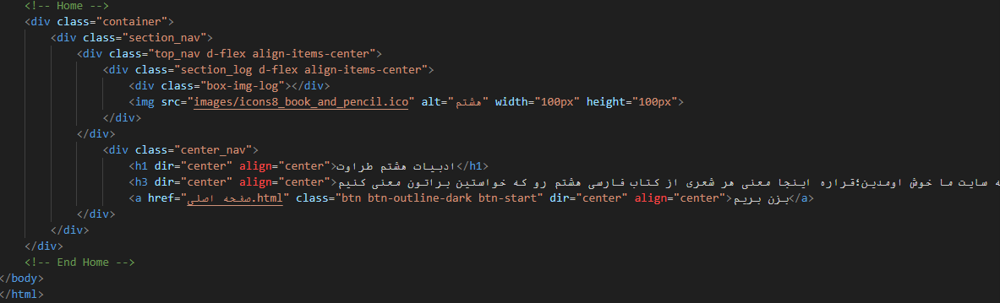 <!-- Home -->
<div class="container">
<div class="section_nav">
<div class="top_nav d-flex align-items-center">
<div class="section_log d-flex align-items-center">
<div class="box-img-log"></div>
<img src="images/icons8_book_and_pencil.ico" alt="هشتم" width="100px" height="100px">
</div>
</div>
<div class="center_nav">
<h1 dir="center" align="center">ادبیات هشتم طراوت</h1>
<h3 dir="center" align="center">ه سایت ما خوش اومدین؛قراره اینجا معنی هر شعری از کتاب فارسی هشتم رو که خواستین براتون معنی کنیم
<a href="صفحه اصلی.html" class="btn btn-outline-dark btn-start" dir="center" align="center">بزن بریم</a>
</div>
</div>
</div>
<!-- End Home -->
</body>
</html>